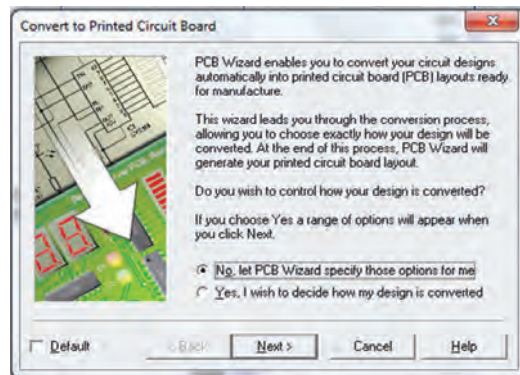 Convert to Printed Circuit Board
PCB Wizard enables you to convert your circuit designs
automatically into printed circuit board (PCB) layouts ready
for manufacture.
This wizard leads you through the conversion process,
allowing you to choose exactly how your design will be
converted. At the end of this process, PCB Wizard will
generate your printed circuit board layout.
Do you wish to control how your design is converted?
If you choose Yes a range of options will appear when
you click Next.
No, let PCB Wizard specify those options for me
Yes, I wish to decide how my design is converted
Default
< Back
Next >
Cancel
Help